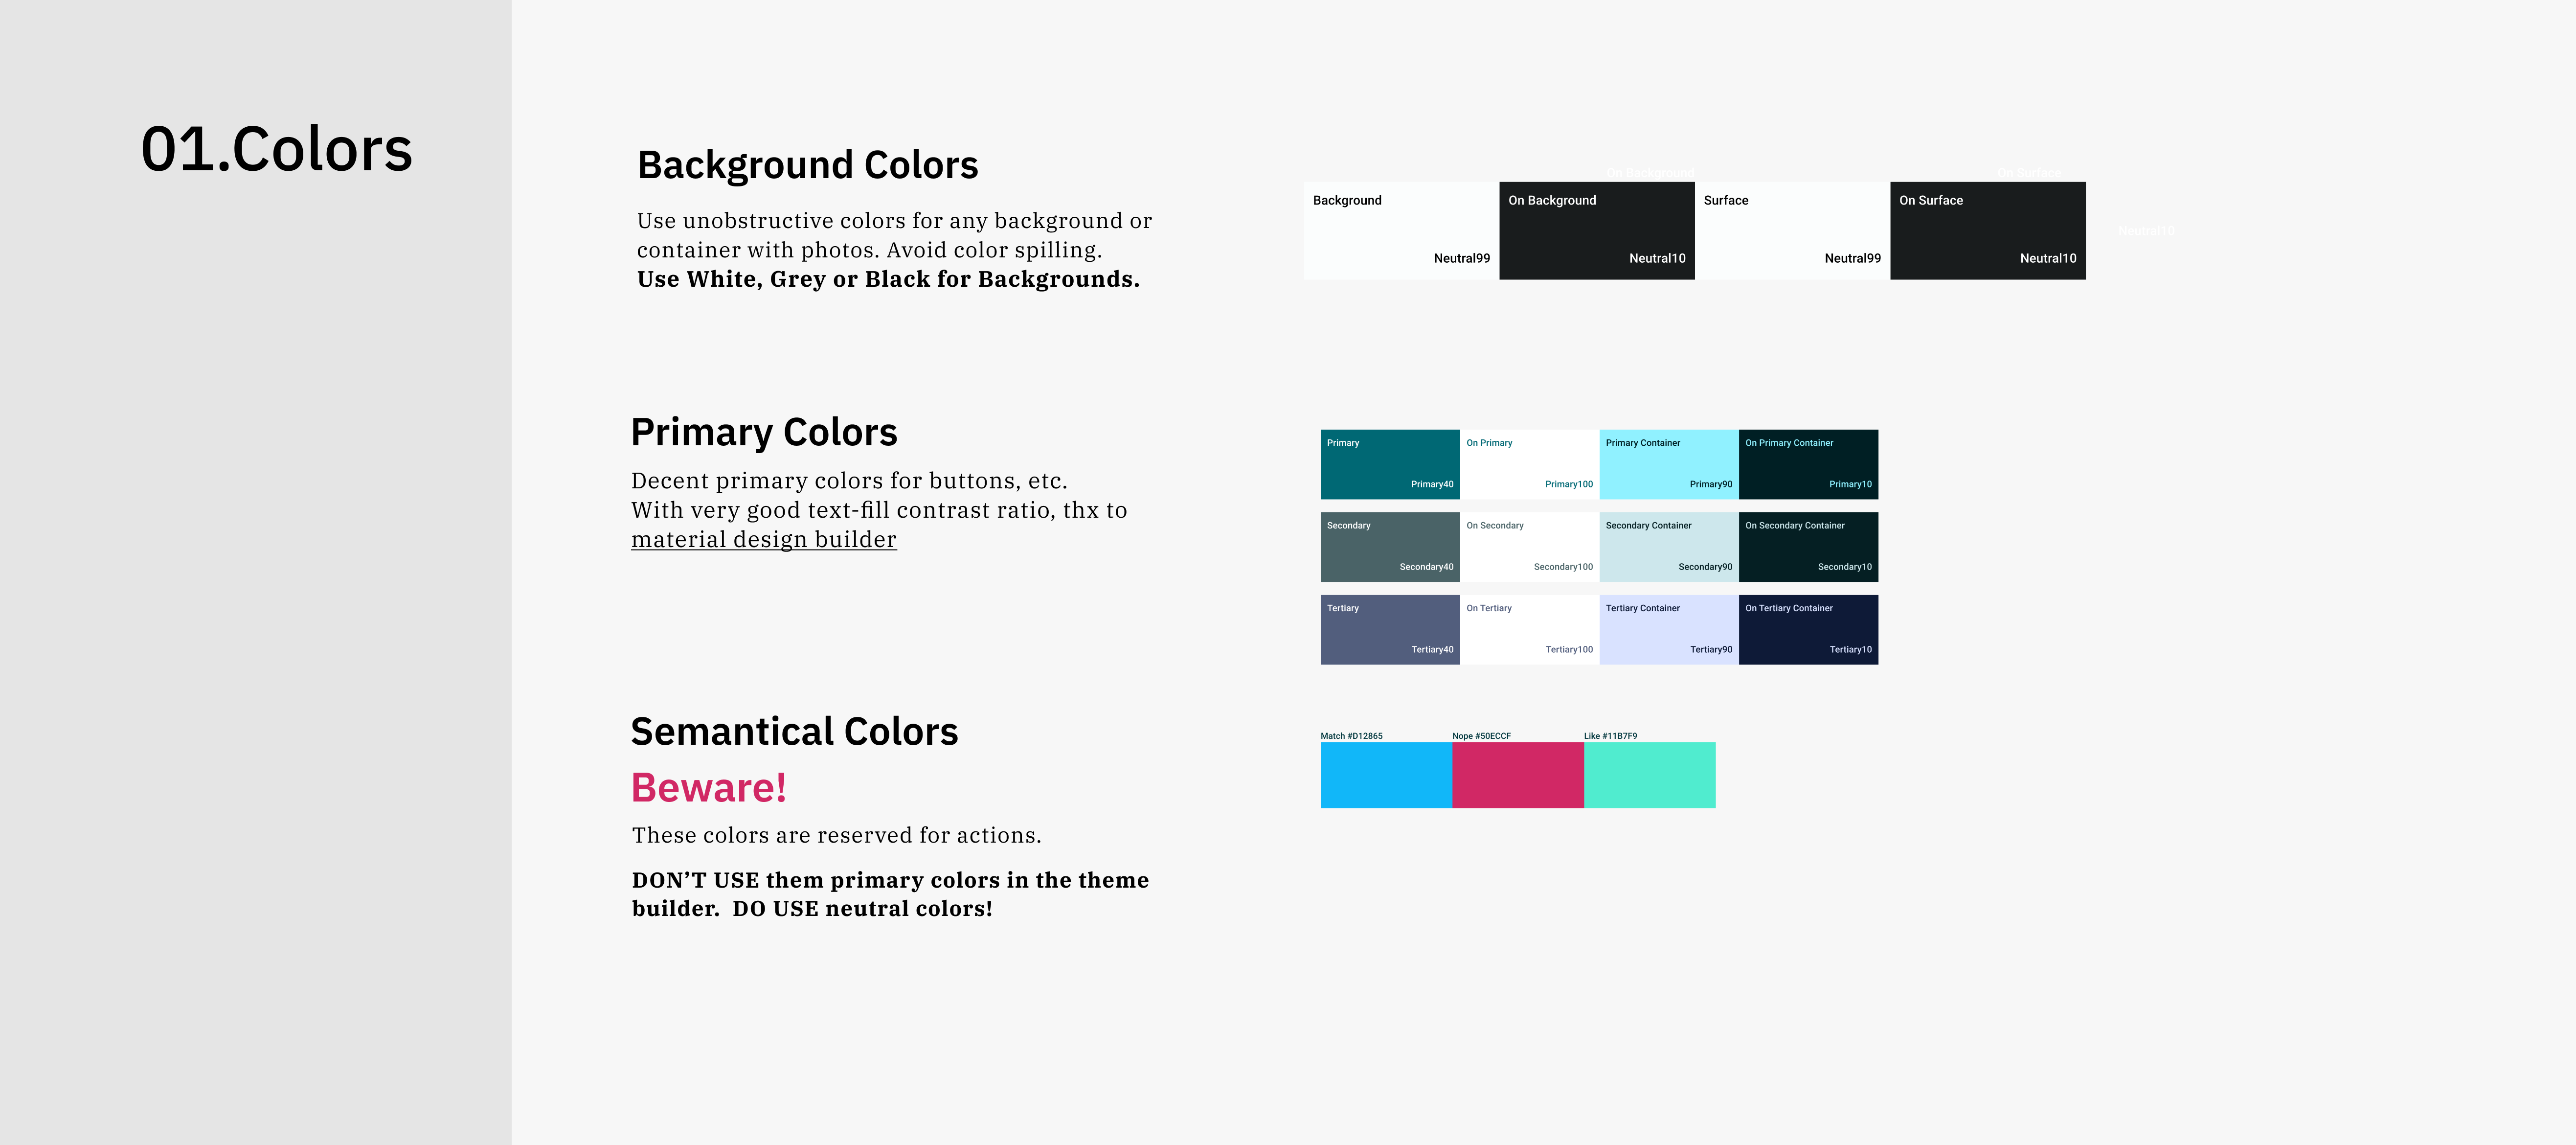 01.Colors
Background Colors
Use unobstructive colors for any background or
container with photos. Avoid color spilling.
Use White, Grey or Black for Backgrounds.
On Background
On Surface
Background
On Background
Surface
On Surface
Neutral10
Neutral99
Neutral10
Neutral99
Neutral10
Primary Colors
Decent primary colors for buttons, etc.
With very good text-fill contrast ratio, thx to
material design builder
Primary
On Primary
Primary Container
On Primary Container
Primary40
Primary100
Primary90
Primary10
Secondary
On Secondary
Secondary Container
On Secondary Container
Secondary40
Secondary100
Secondary90
Secondary10
Tertiary
On Tertiary
Tertiary Container
On Tertiary Container
Tertiary40
Tertiary100
Tertiary90
Tertiary10
Semantical Colors
Beware!
These colors are reserved for actions.
DON’T USE them primary colors in the theme
builder.  DO USE neutral colors!
Match #D12865
Nope #50ECCF
Like #11B7F9